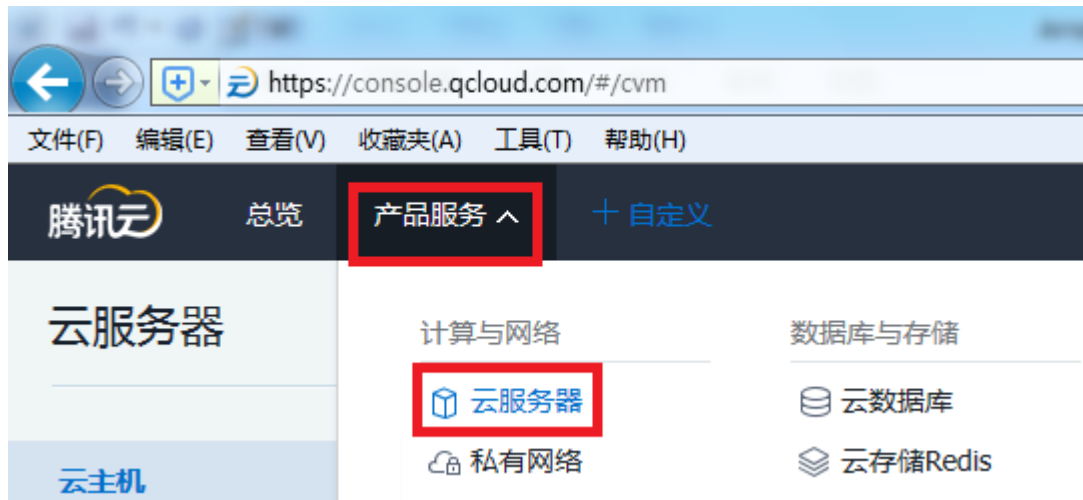 https://console.qcloud.com/#/cvm
文件(F) 编辑(E) 查看(V) 收藏夹(A) 工具(T) 帮助(H)
腾讯云 总览 产品服务 自定义
云服务器
计算与网络 数据库与存储
云服务器 云数据库
私有网络 云存储Redis
云主机